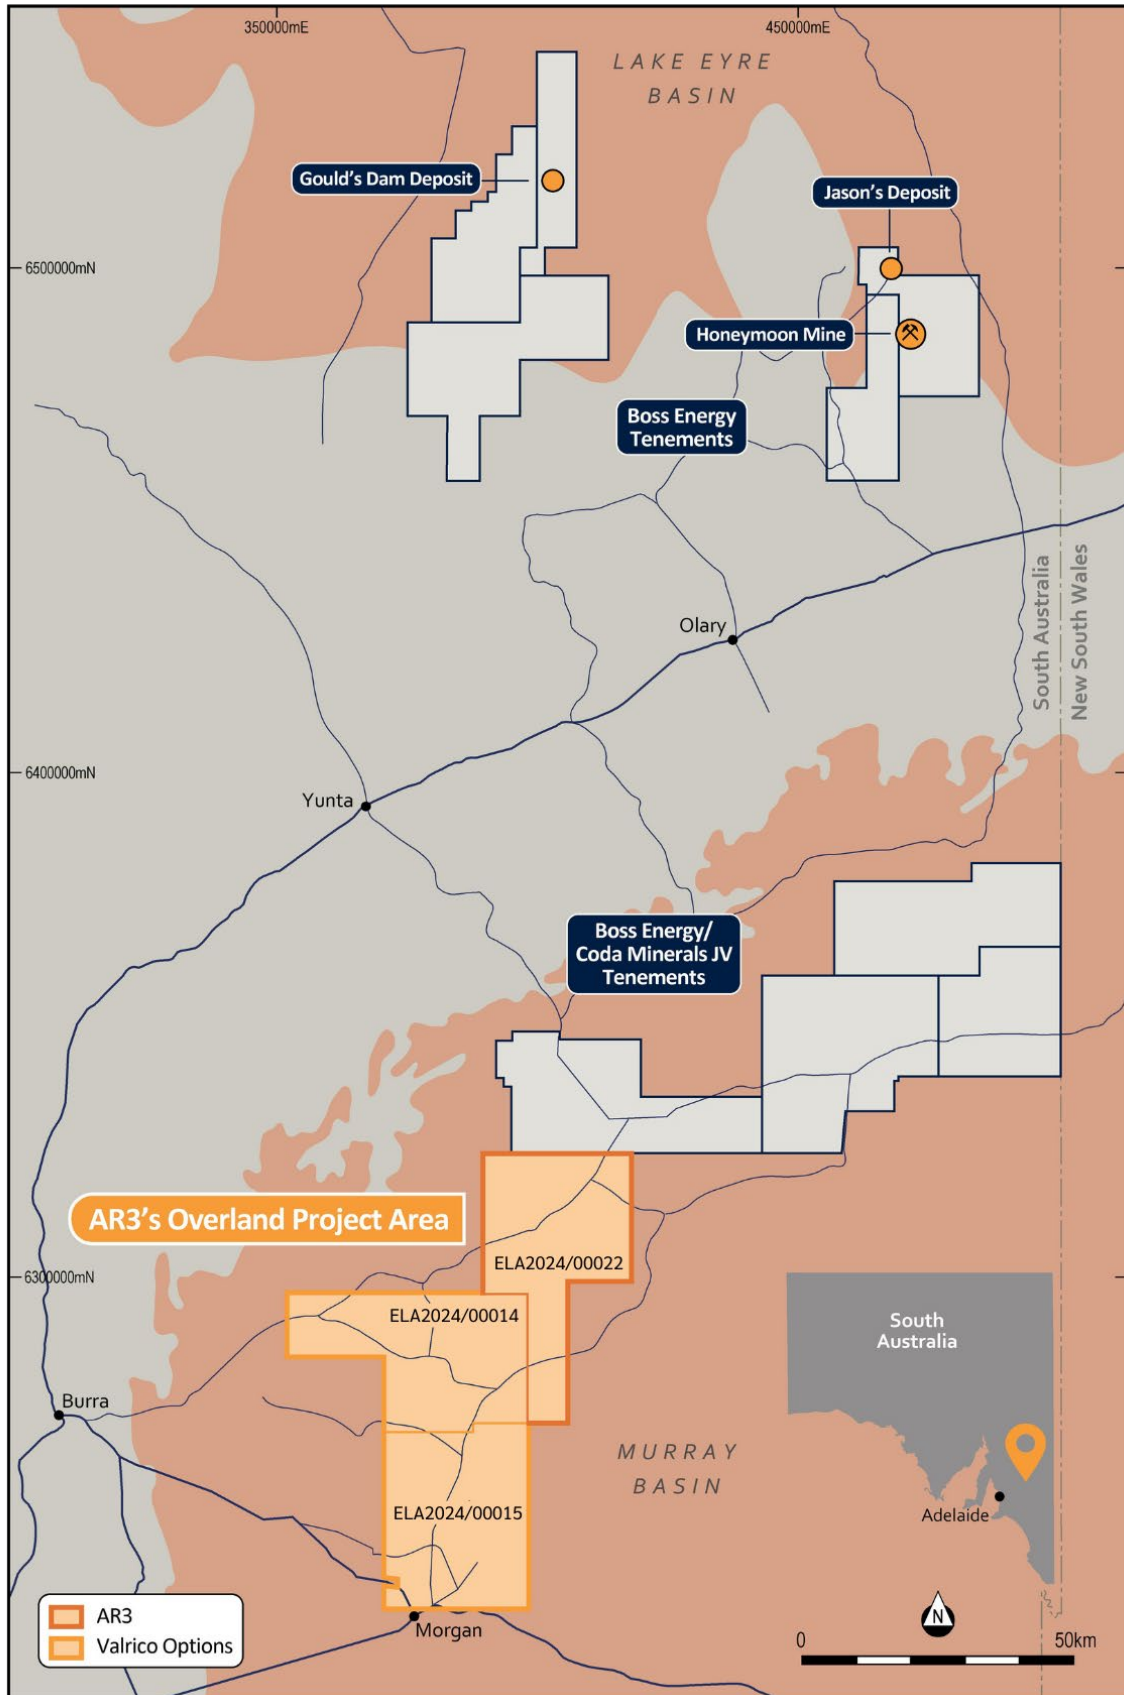 350000mE
450000mE
LAKE EYRE
BASIN
Gould's Dam Deposit
Jason's Deposit
6500000mN
Honeymoon Mine
Boss Energy
Tenements
South Australia
New South Wales
Olary
6400000mN
Yunta
Boss Energy/
Coda Minerals JV
Tenements
AR3's Overland Project Area
ELA2024/00022
6300000mN
ELA2024/00014
South
Australia
Burra
MURRAY
BASIN
ELA2024/00015
Adelaide
AR3
Valrico Options
Morgan
N
0
50km